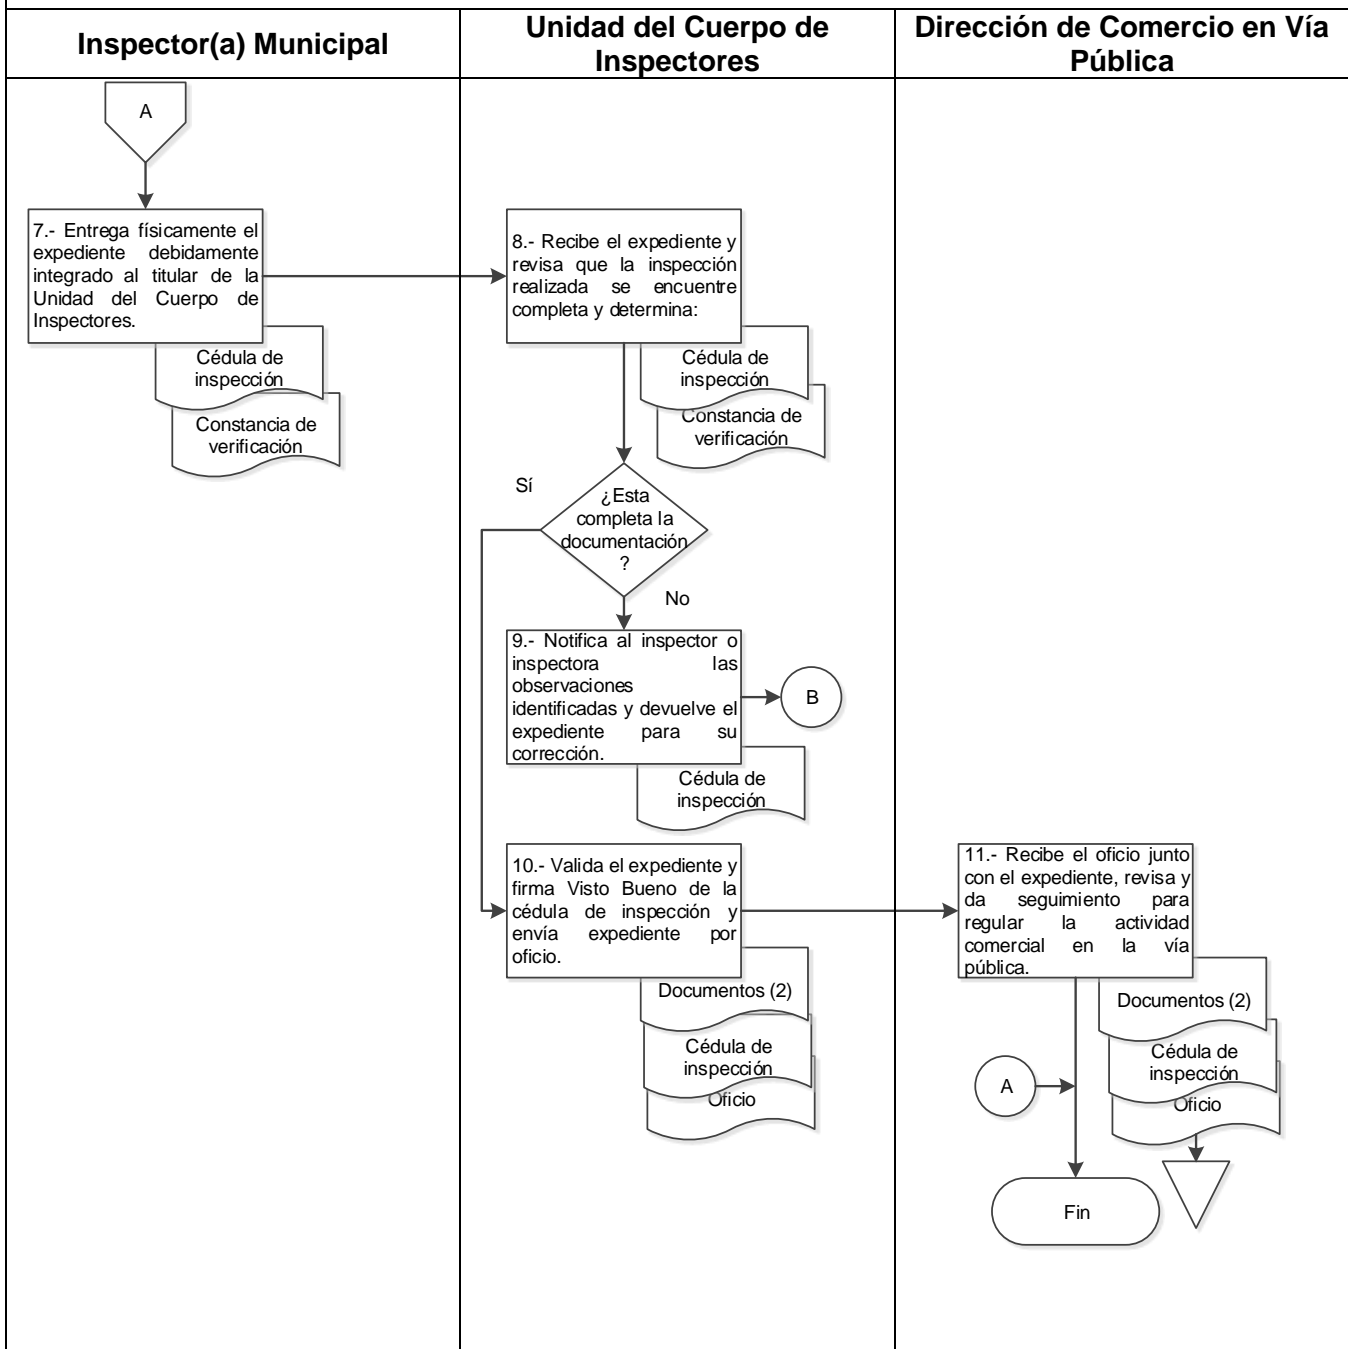 Inspector(a) Municipal
Unidad del Cuerpo de
Inspectores
Dirección de Comercio en Vía
Pública
A
7.- Entrega físicamente el
expediente debidamente
integrado al titular de la
Unidad del Cuerpo de
Inspectores.
Cédula de
inspección
Constancia de
verificación
8.- Recibe el expediente y
revisa que la inspección
realizada se encuentre
completa y determina:
Cédula de
inspección
Constancia de
verificación
Sí
¿Esta
completa la
documentación
?
No
9.- Notifica al inspector o
inspectora las
observaciones
identificadas y devuelve el
expediente para su
corrección.
B
Cédula de
inspección
10.- Valida el expediente y
firma Visto Bueno de la
cédula de inspección y
envía expediente por
oficio.
Documentos (2)
Cédula de
inspección
Oficio
11.- Recibe el oficio junto
con el expediente, revisa y
da seguimiento para
regular la actividad
comercial en la vía
pública.
Documentos (2)
Cédula de
inspección
Oficio
A
Fin